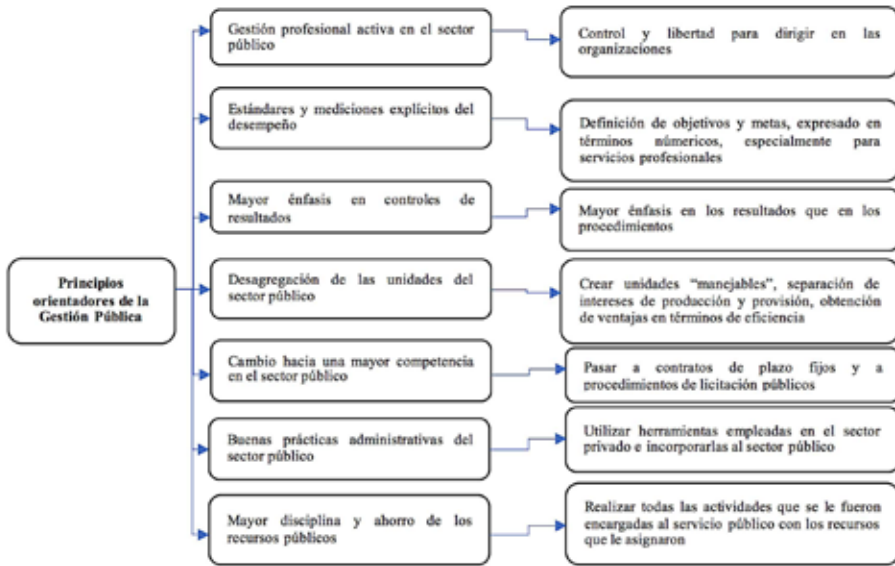 Gestión profesional activa en el sector
público
Control y libertad para dirigir en las
organizaciones
Estándares y mediciones explícitos del
desempeño
Definición de objetivos y metas, expresado en
términos númericos, especialmente para
servicios profesionales
Mayor énfasis en controles de
resultados
Mayor énfasis en los resultados que en los
procedimientos
Principios
orientadores de la
Gestión Pública
Desagregación de las unidades del
sector público
Crear unidades “manejables”, separación de
intereses de producción y provisión, obtención
de ventajas en términos de eficiencia
Cambio hacia una mayor competencia
en el sector público
Pasar a contratos de plazo fijos y a
procedimientos de licitación públicos
Buenas prácticas administrativas del
sector público
Utilizar herramientas empleadas en el sector
privado e incorporarlas al sector público
Mayor disciplina y ahorro de los
recursos públicos
Realizar todas las actividades que se le fueron
encargadas al servicio público con los recursos
que le asignaron